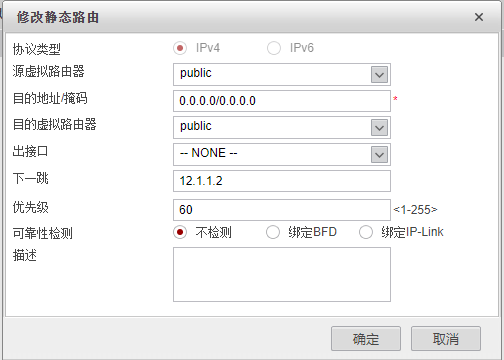 修改静态路由
协议类型 IPv4 IPv6
源虚拟路由器 public
目的地址/掩码 0.0.0.0/0.0.0.0 *
目的虚拟路由器 public
出接口 -- NONE --
下一跳 12.1.1.2
优先级 60 <1-255>
可靠性检测 不检测 绑定BFD 绑定IP-Link
描述
确定 取消